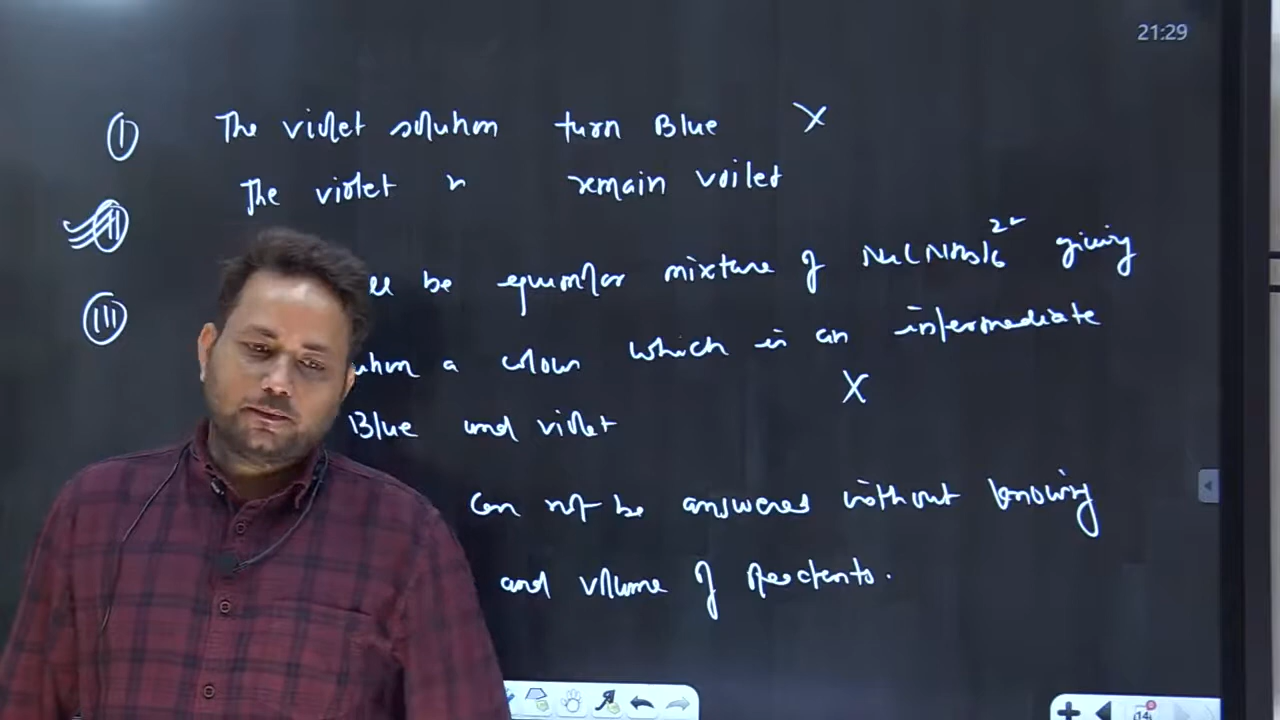 21:29
I The violet solution turn Blue X
The violet " remain voilet
II
be equimolar mixture of Ni(NH3)6 2+ giving
III
a colour which is an intermediate
X
Blue and violet
Can not be answered without knowing
and volume of Reactants.
14